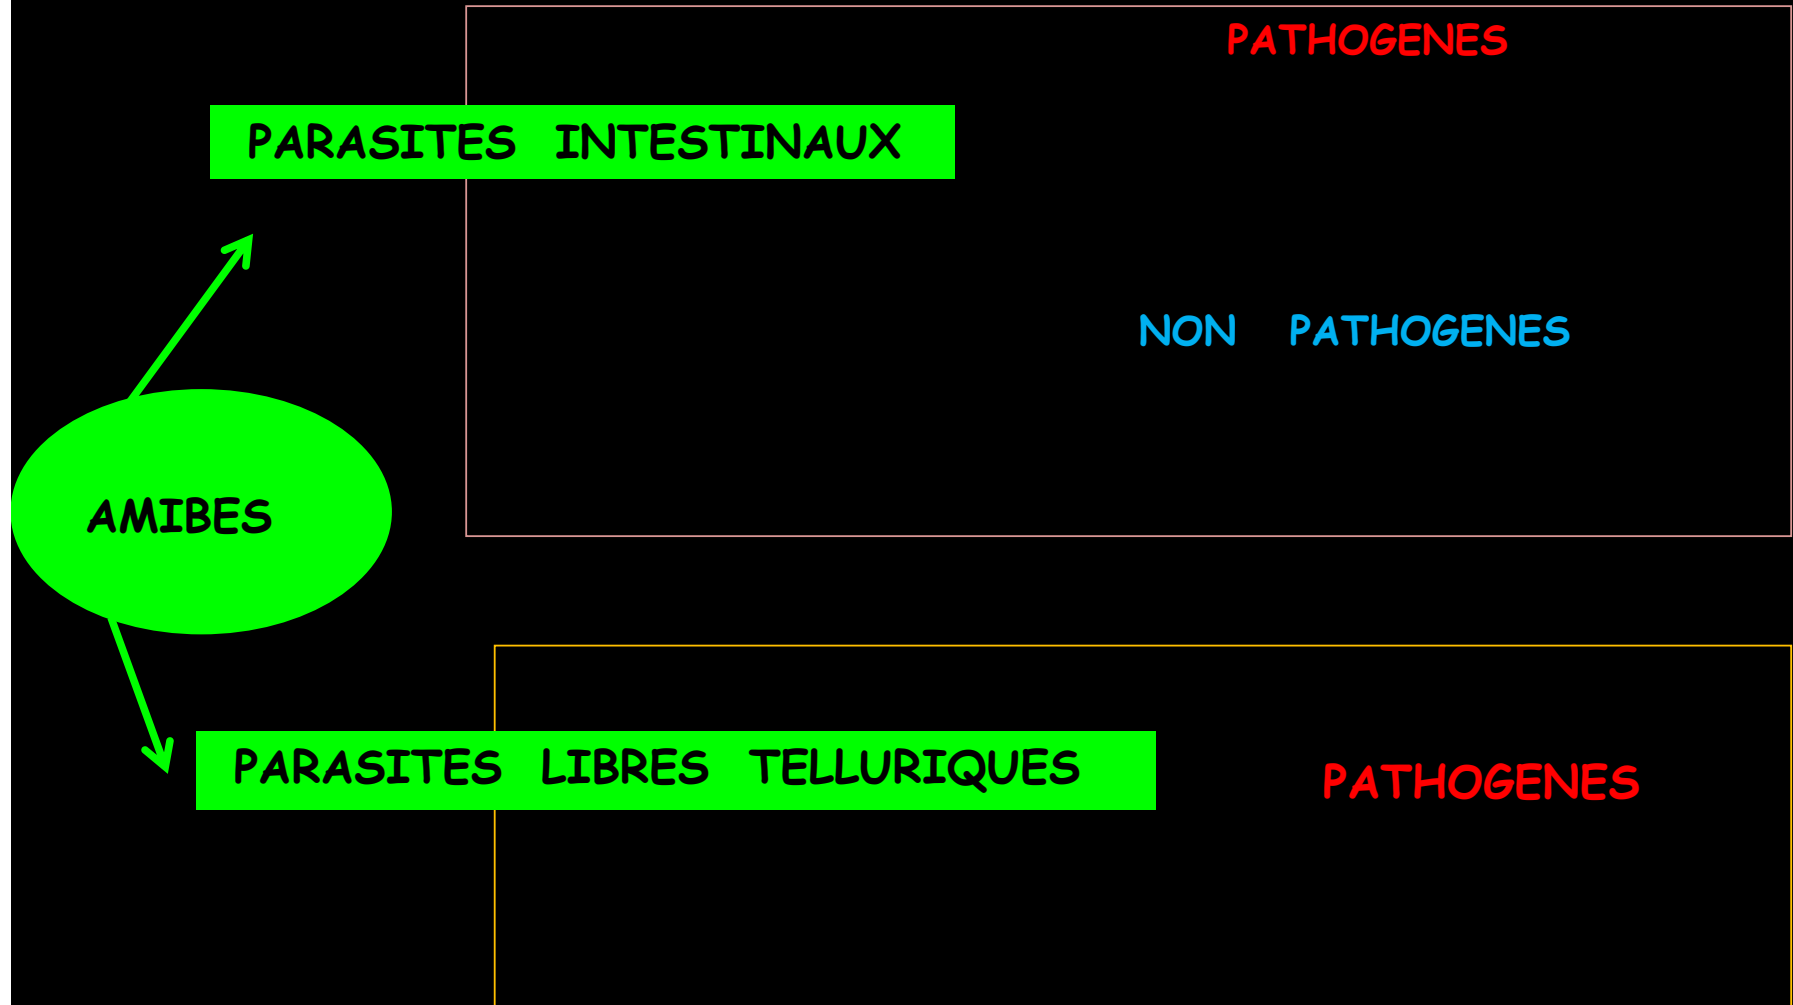 PATHOGENES
PARASITES INTESTINAUX
NON PATHOGENES
AMIBES
PARASITES LIBRES TELLURIQUES
PATHOGENES